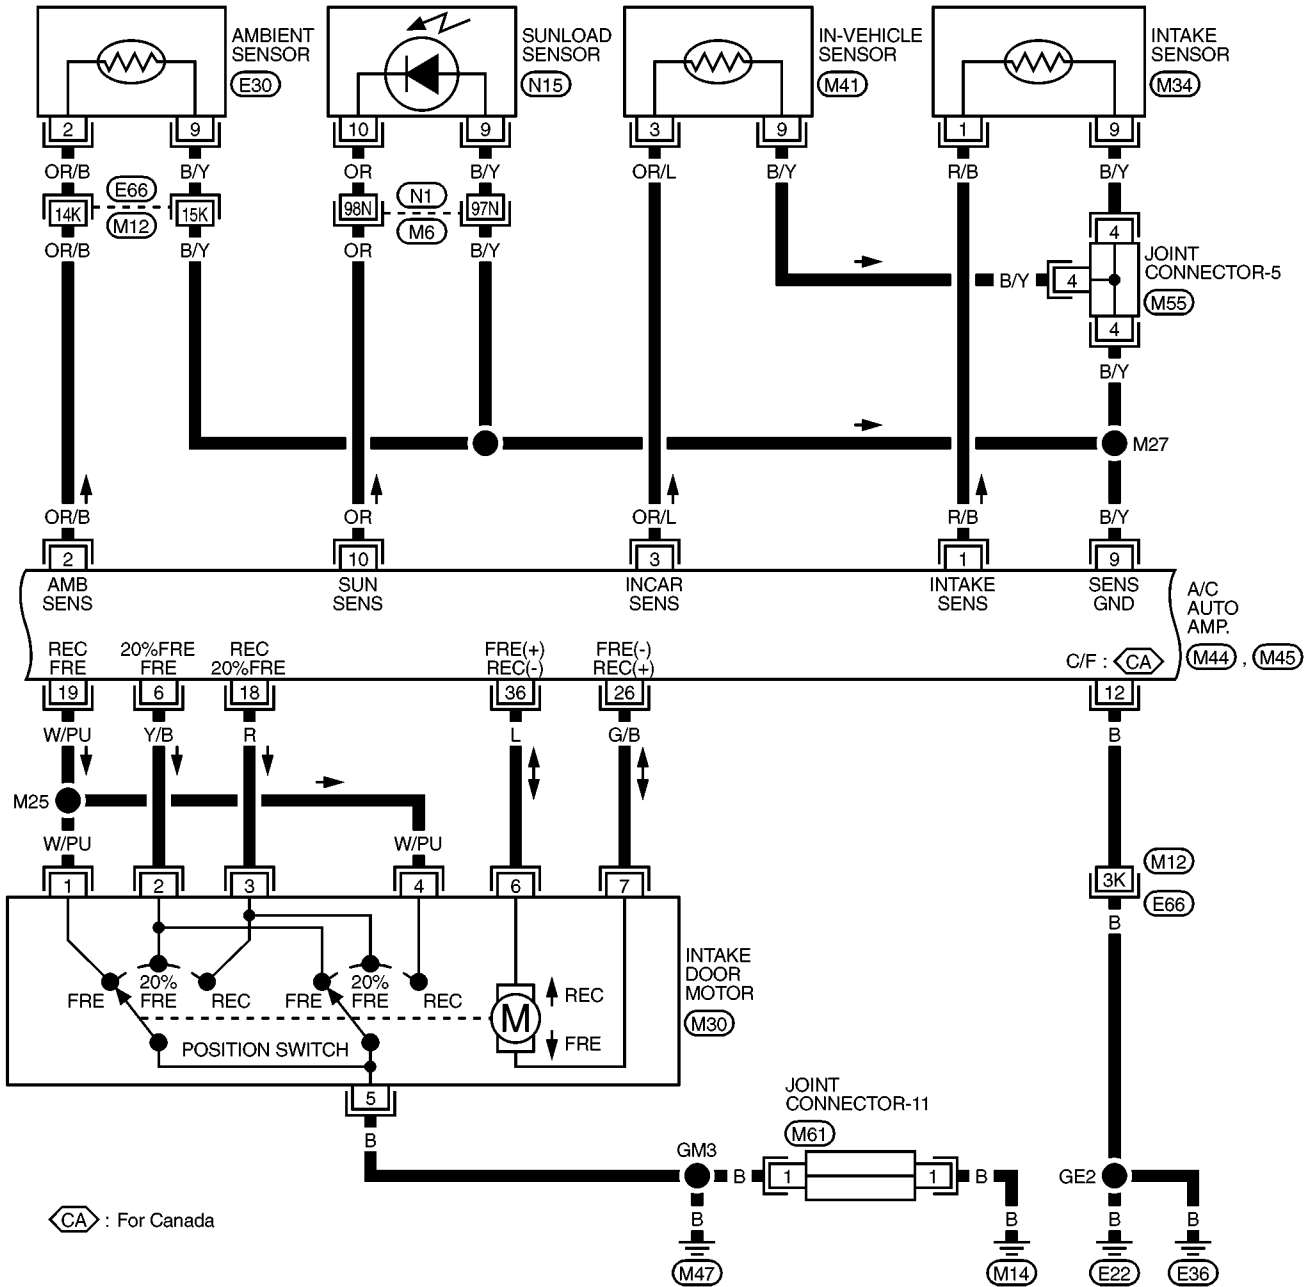 AMBIENT SENSOR E30
SUNLOAD SENSOR N15
IN-VEHICLE SENSOR M41
INTAKE SENSOR M34
2 9 10 9 3 9 1 9
OR/B B/Y OR B/Y OR/L B/Y R/B B/Y
14K E66 M12 15K 98N N1 M6 97N
4
OR/B B/Y OR B/Y
JOINT CONNECTOR-5
M55
B/Y 4
4
B/Y
M27
OR/B OR OR/L R/B B/Y
2 10 3 1 9
AMB SENS
SUN SENS
INCAR SENS
INTAKE SENS
SENS GND
A/C AUTO AMP.
M44 , M45
REC FRE
20%FRE FRE
REC 20%FRE
FRE(+) REC(-)
FRE(-) REC(+)
C/F : CA
19 6 18 36 26 12
W/PU Y/B R L G/B B
M25
W/PU W/PU
1 2 3 4 6 7
3K M12 E66
B
FRE 20% FRE REC
FRE 20% FRE REC
POSITION SWITCH
M REC FRE
INTAKE DOOR MOTOR
M30
5
B
JOINT CONNECTOR-11
M61
GM3 B 1 1 B
GE2
B B B B
M47 M14 E22 E36
CA : For Canada